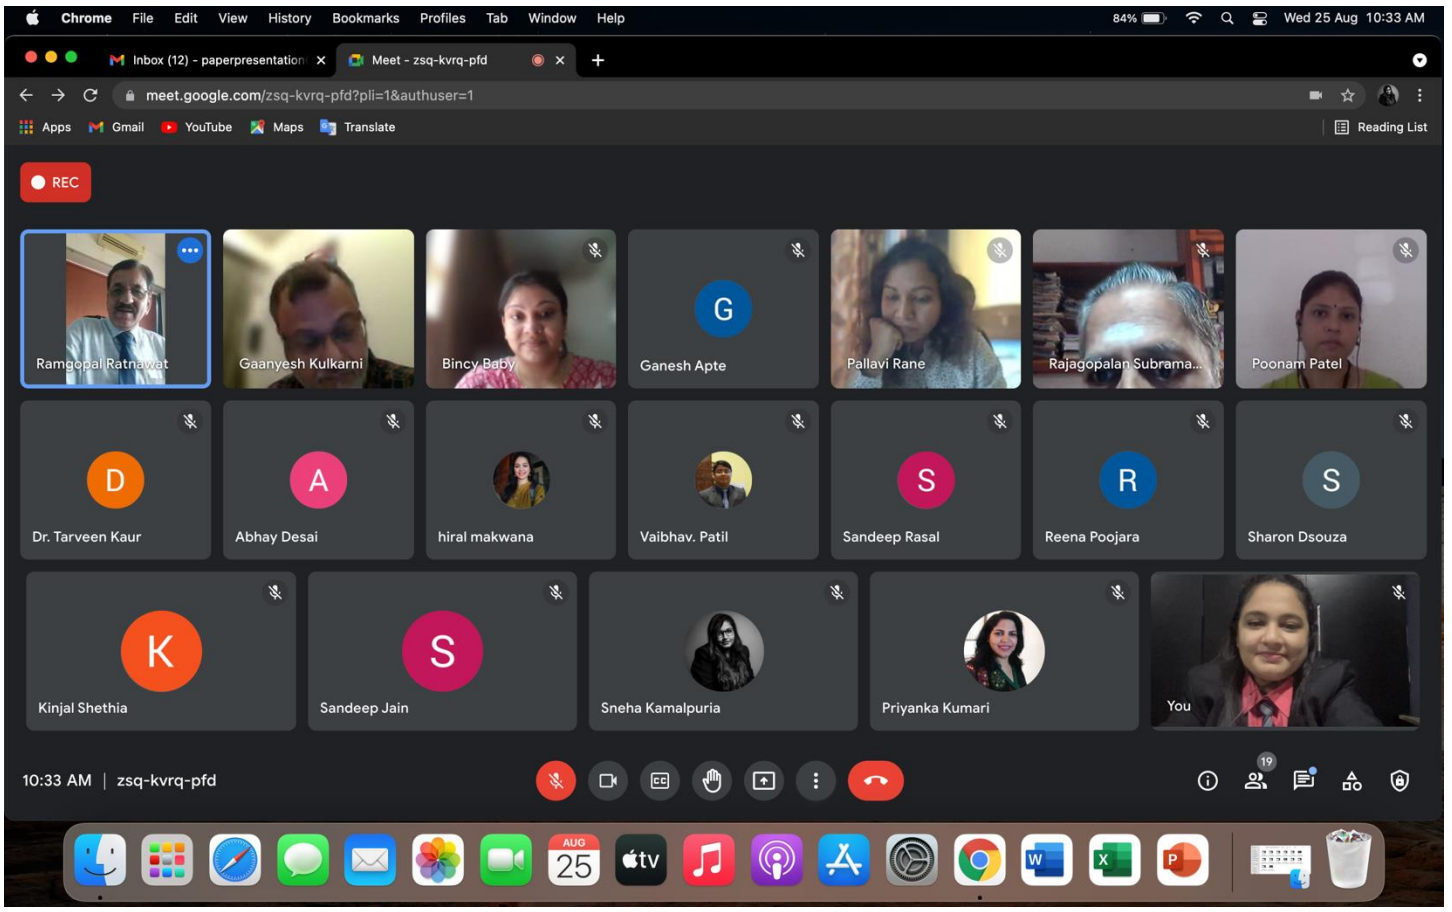 Chrome File Edit View History Bookmarks Profiles Tab Window Help 84% Wed 25 Aug 10:33 AM
Inbox (12) - paperpresentation Meet - zsq-kvrq-pfd
meet.google.com/zsq-kvrq-pfd?pli=1&authuser=1
Apps Gmail YouTube Maps Translate Reading List
REC
G
Ramgopal Ratnawat Gaanyesh Kulkarni Bincy Baby Ganesh Apte Pallavi Rane Rajagopalan Subrama... Poonam Patel
D A S R S
Dr. Tarveen Kaur Abhay Desai hiral makwana Vaibhav. Patil Sandeep Rasal Reena Poojara Sharon Dsouza
K S
Kinjal Shethia Sandeep Jain Sneha Kamalpuria Priyanka Kumari You
19
10:33 AM | zsq-kvrq-pfd CC
AUG
25 tv W X P